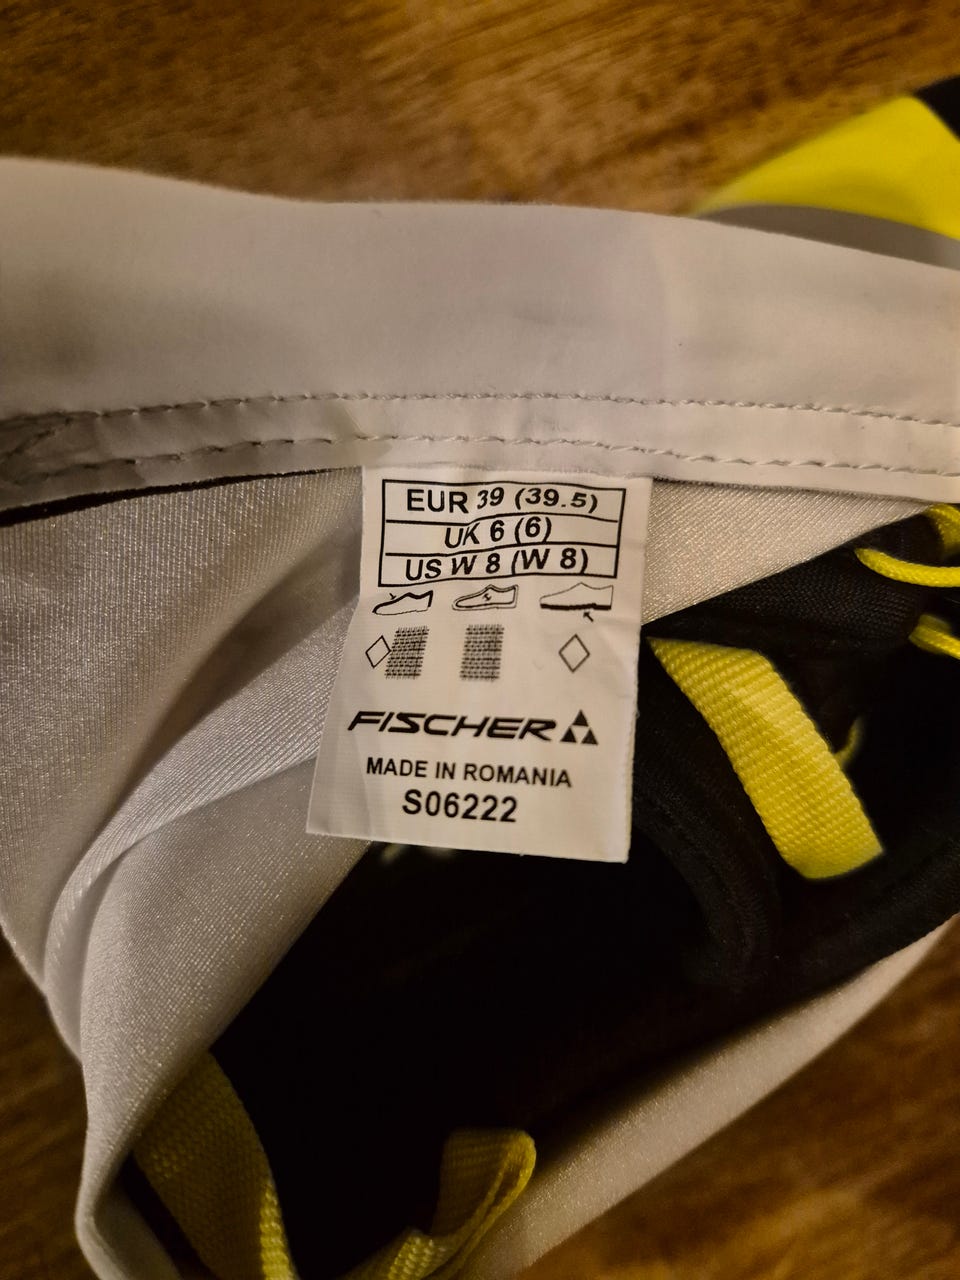 EUR 39 (39.5)
UK 6 (6)
US W 8 (W 8)
FISCHER
MADE IN ROMANIA
S06222